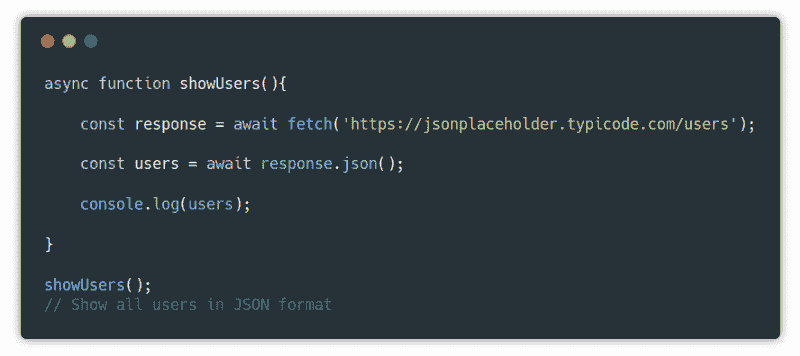 async function showUsers(){
const response = await fetch('https://jsonplaceholder.typicode.com/users');
const users = await response.json();
console.log(users);
}
showUsers();
// Show all users in JSON format